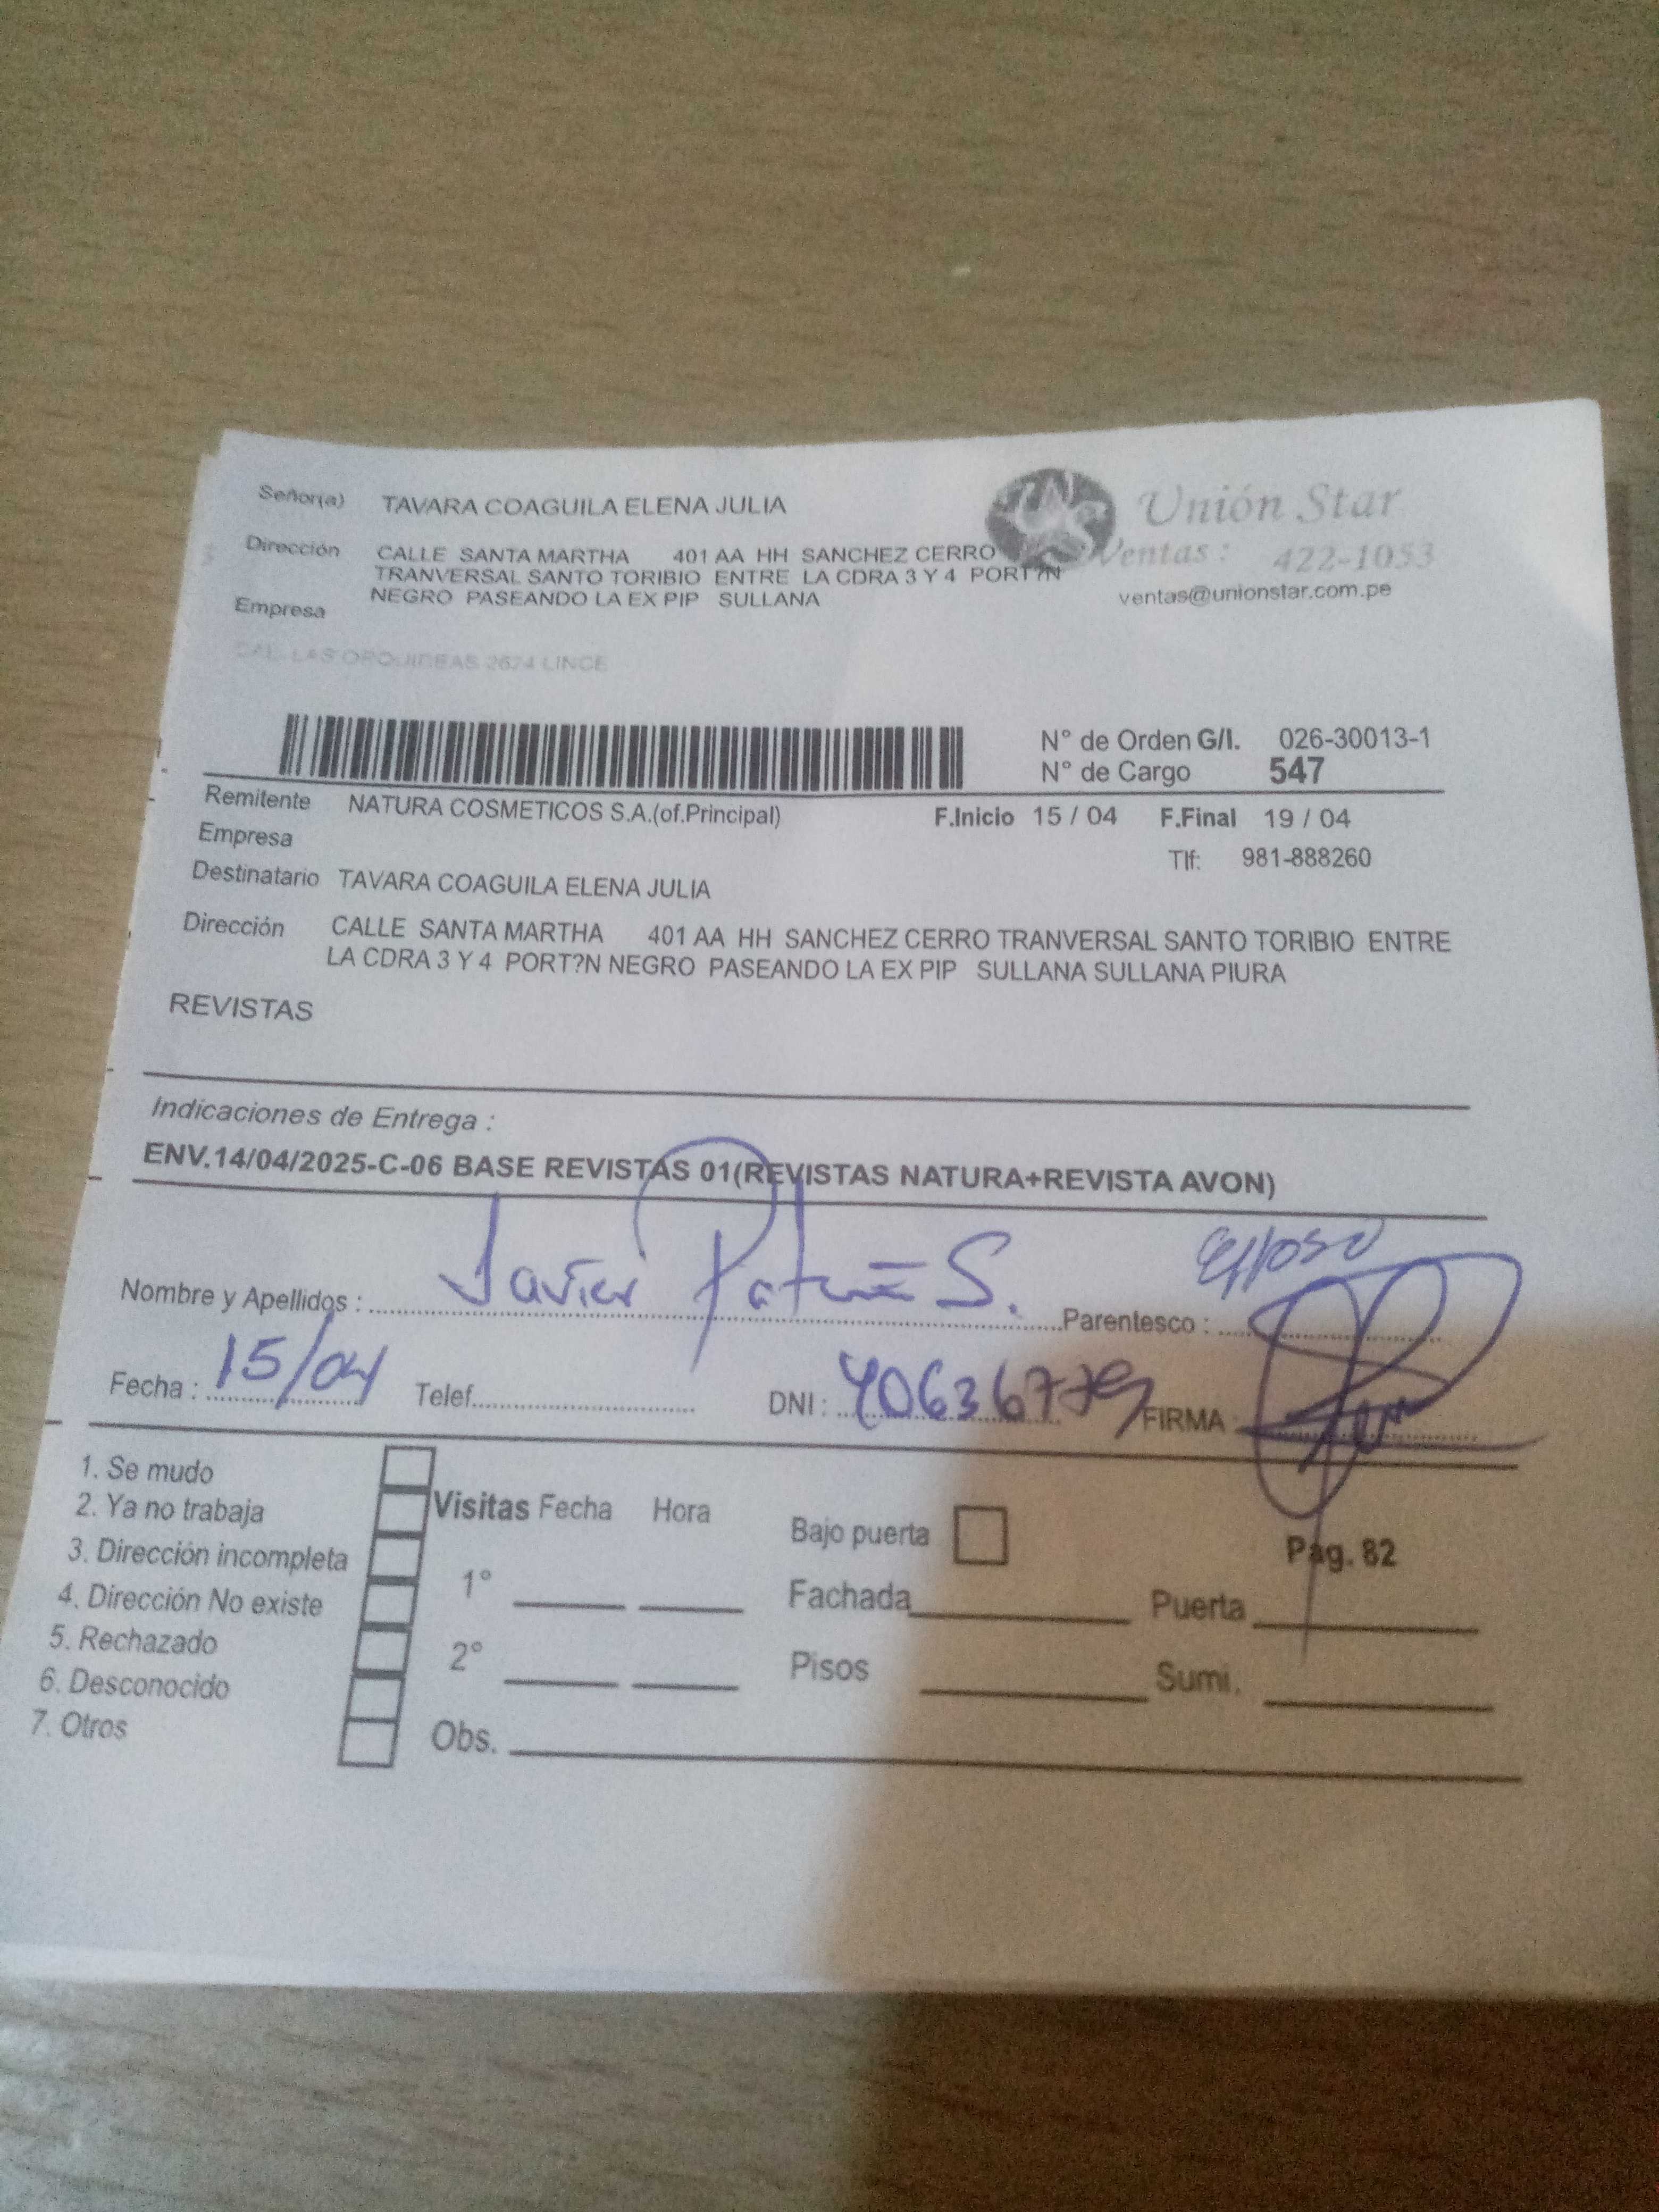 Señor(a) TAVARA COAGUILA ELENA JULIA
Unión Star
Dirección CALLE SANTA MARTHA 401 AA HH SANCHEZ CERRO
Ventas : 422-1053
TRANVERSAL SANTO TORIBIO ENTRE LA CDRA 3 Y 4 PORT?N
ventas@unionstar.com.pe
Empresa NEGRO PASEANDO LA EX PIP SULLANA
CAL. LAS ORQUIDEAS 2674 LINCE
N° de Orden G/I. 026-30013-1
N° de Cargo 547
Remitente NATURA COSMETICOS S.A.(of.Principal) F.Inicio 15 / 04 F.Final 19 / 04
Empresa
Tlf: 981-888260
Destinatario TAVARA COAGUILA ELENA JULIA
Dirección CALLE SANTA MARTHA 401 AA HH SANCHEZ CERRO TRANVERSAL SANTO TORIBIO ENTRE
LA CDRA 3 Y 4 PORT?N NEGRO PASEANDO LA EX PIP SULLANA SULLANA PIURA
REVISTAS
Indicaciones de Entrega :
ENV.14/04/2025-C-06 BASE REVISTAS 01(REVISTAS NATURA+REVISTA AVON)
Nombre y Apellidos : Javier S. Parentesco : Esposo
Fecha : 15/04 Telef. DNI : 40636779 FIRMA :
1. Se mudo
2. Ya no trabaja
3. Dirección incompleta
4. Dirección No existe
5. Rechazado
6. Desconocido
7. Otros
Visitas Fecha Hora
1°
2°
Obs.
Bajo puerta
Pag. 82
Fachada Puerta
Pisos Sumi.